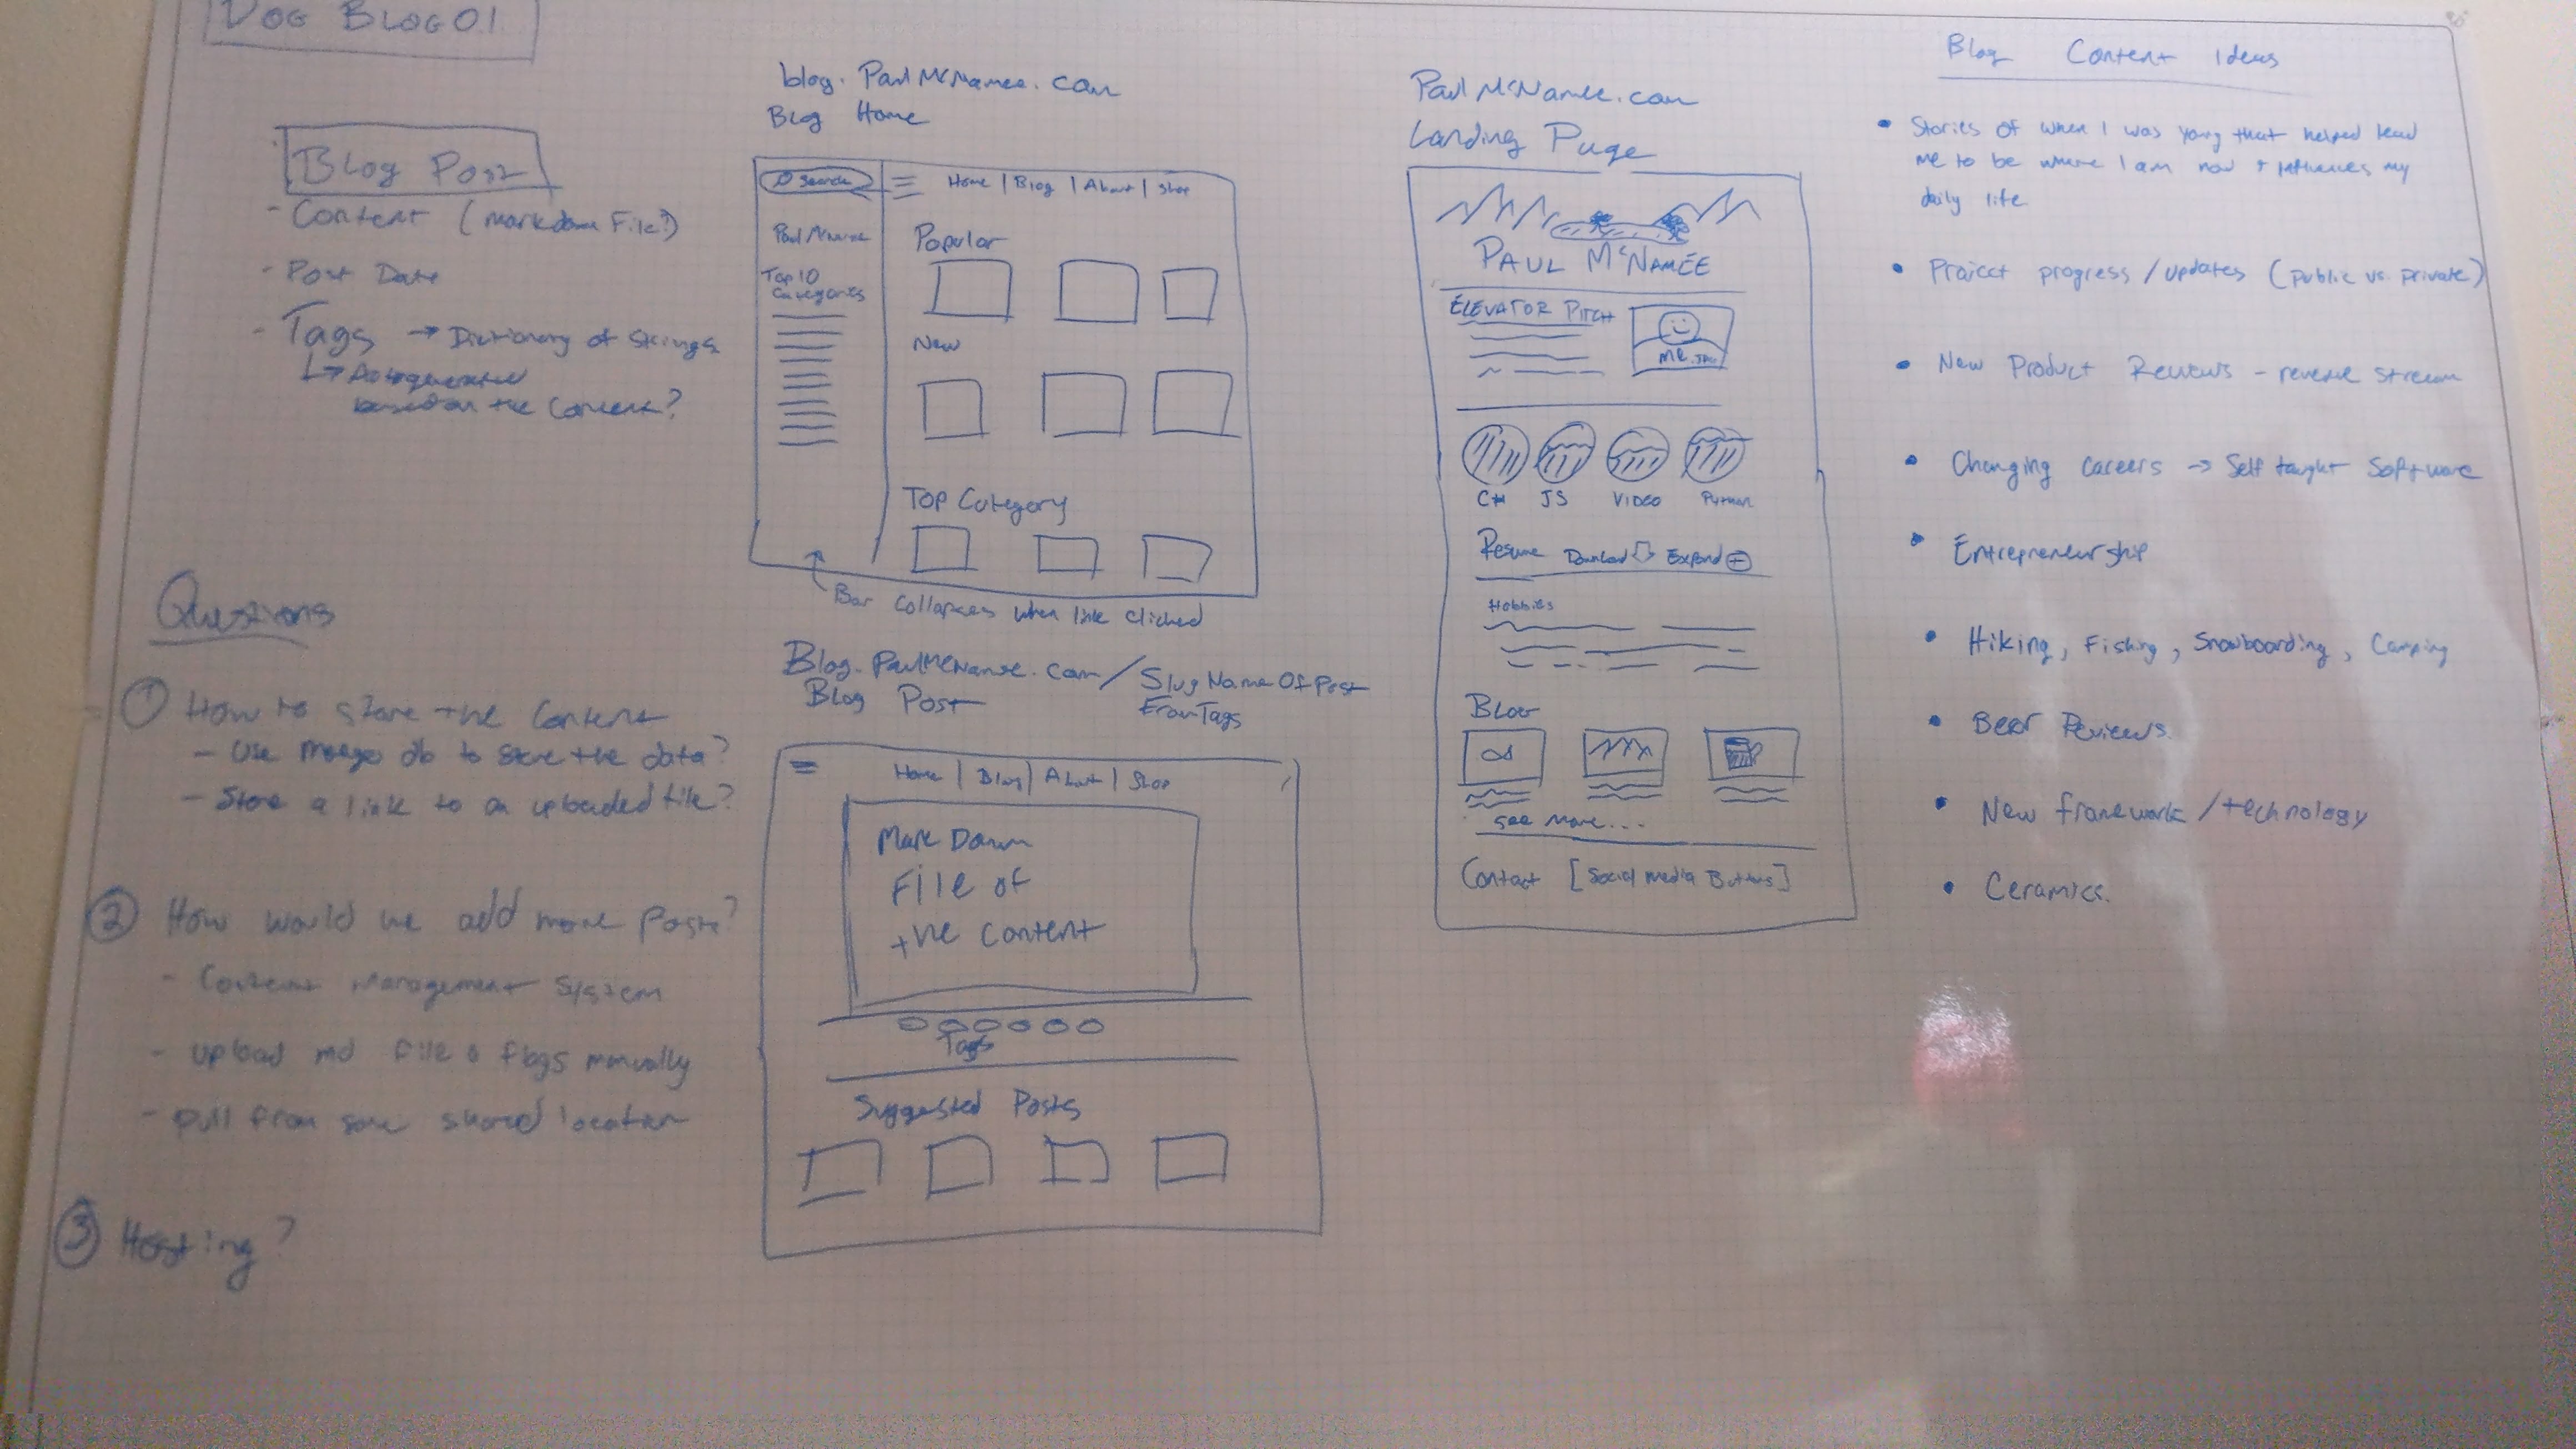 DOG BLOG 0.1
Blog Post
- Content (markdown File?)
- Post Date
- Tags → Dictionary of Strings
↳ Autogenerated
based on the Content?
Questions
① How to store the Content
- Use Mongo db to store the data?
- Store a link to an uploaded file?
② How would we add more Posts?
- Content Management System
- upload md file & flags manually
- pull from some shared location
③ Hosting?
blog.PaulMcNamee.com
Blog Home
Search
Home | Blog | About | Shop
Paul McNamee
Top 10
Categories
Popular
New
Top Category
Bar Collapses when link clicked
Blog.PaulMcNamee.com/SlugNameOfPost
Blog Post
From Tags
Home | Blog | About | Shop
Mark Down
File of
the Content
Tags
Suggested Posts
PaulMcNamee.com
Landing Page
PAUL McNAMEE
ELEVATOR PITCH
ME
C# JS VIDEO Python
Resume Download Expand
Hobbies
BLOG
See More...
Contact [Social Media Buttons]
Blog Content Ideas
• Stories of when I was young that helped lead
me to be where I am now + influences my
daily life
• Project progress/updates (public vs. private)
• New Product Reviews - revenue stream
• Changing Careers → Self taught Software
• Entrepreneurship
• Hiking, Fishing, Snowboarding, Camping
• Beer Reviews.
• New framework/technology
• Ceramics.